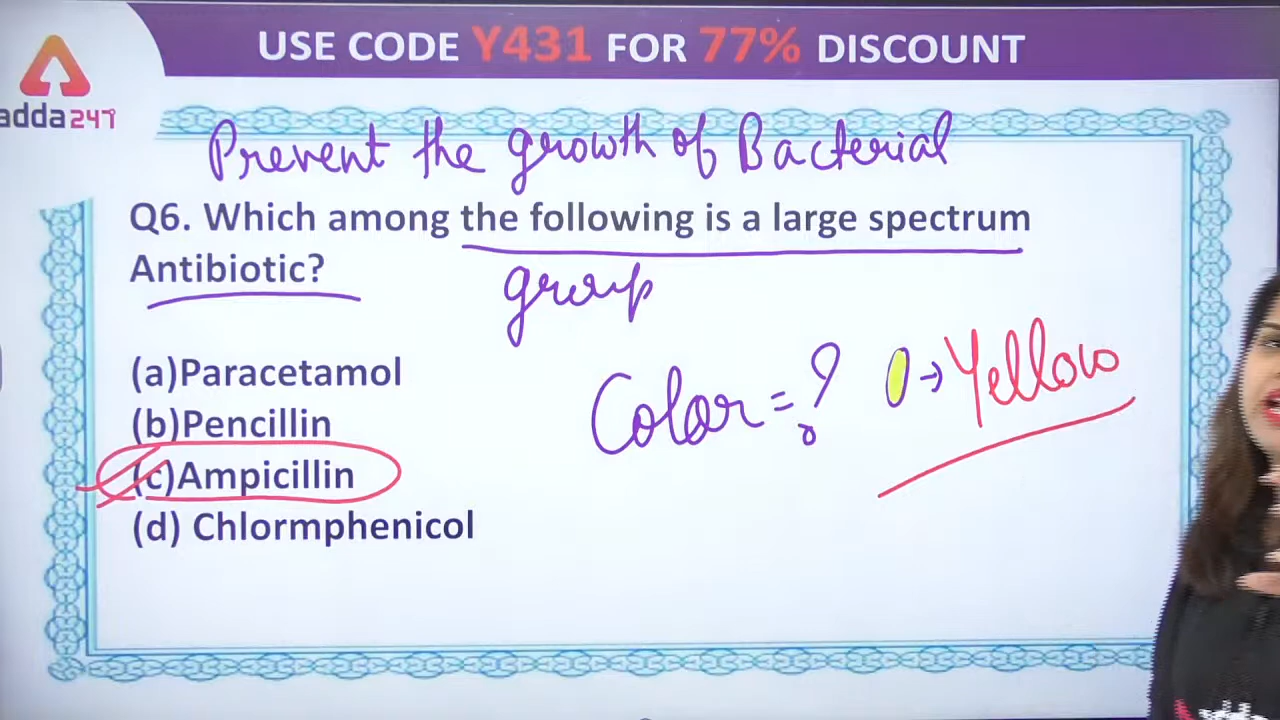 USE CODE Y431 FOR 77% DISCOUNT
adda247
Prevent the growth of Bacterial
Q6. Which among the following is a large spectrum
Antibiotic?
group
(a)Paracetamol
(b)Pencillin
(c)Ampicillin
(d) Chlormphenicol
Color = ? → Yellow